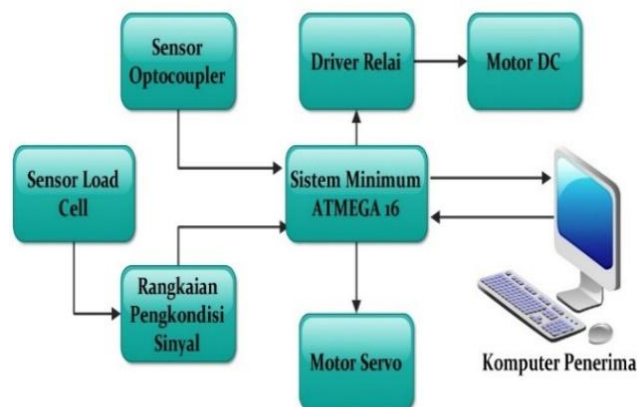 Sensor
Optocoupler
Driver Relai
Motor DC
Sensor Load
Cell
Sistem Minimum
ATMEGA 16
Rangkaian
Pengkondisi
Sinyal
Motor Servo
Komputer Penerima